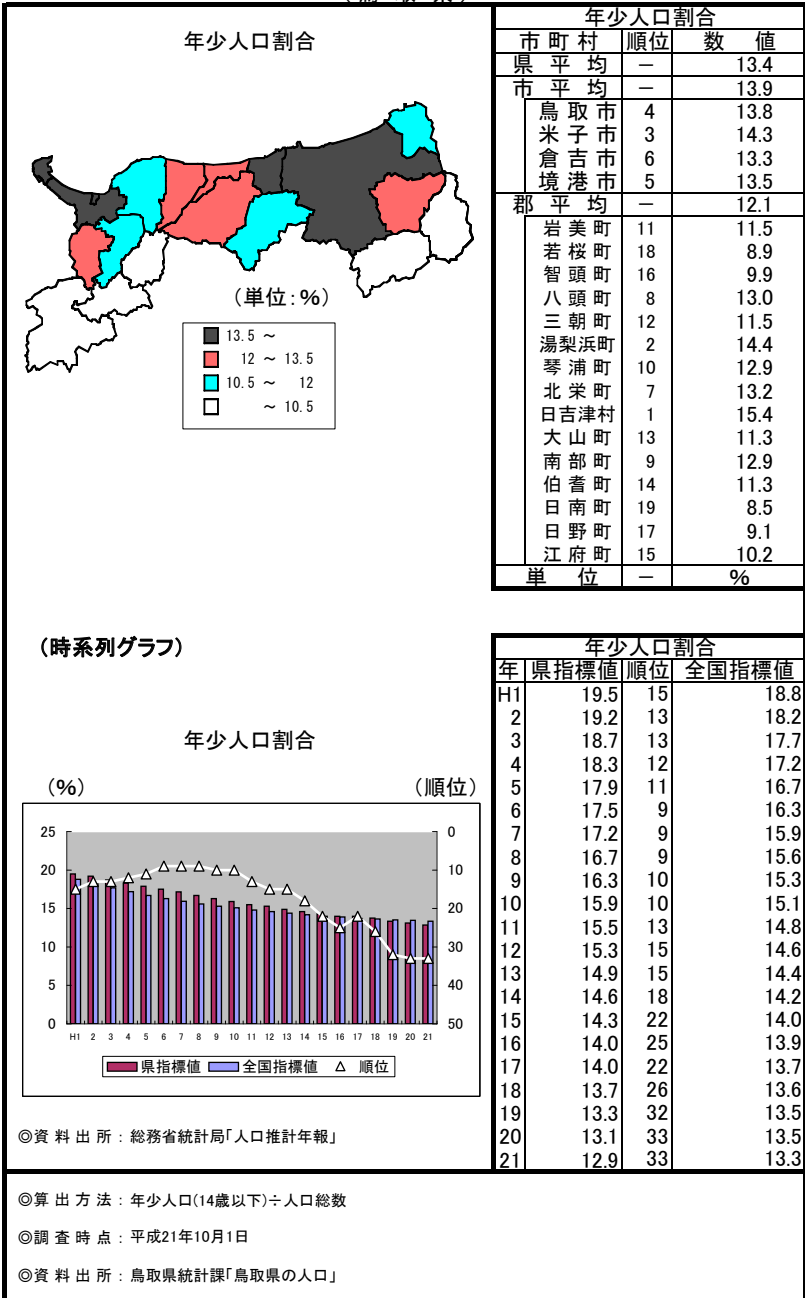 年少人口割合
（単位：%）
13.5 ～
12 ～ 13.5
10.5 ～ 12
～ 10.5
年少人口割合
市町村 順位 数値
県平均 － 13.4
市平均 － 13.9
鳥取市 4 13.8
米子市 3 14.3
倉吉市 6 13.3
境港市 5 13.5
郡平均 － 12.1
岩美町 11 11.5
若桜町 18 8.9
智頭町 16 9.9
八頭町 8 13.0
三朝町 12 11.5
湯梨浜町 2 14.4
琴浦町 10 12.9
北栄町 7 13.2
日吉津村 1 15.4
大山町 13 11.3
南部町 9 12.9
伯耆町 14 11.3
日南町 19 8.5
日野町 17 9.1
江府町 15 10.2
単位 － %
（時系列グラフ）
年少人口割合
（%） （順位）
25 0
20 10
15 20
10 30
5 40
0 50
H1 2 3 4 5 6 7 8 9 10 11 12 13 14 15 16 17 18 19 20 21
県指標値 全国指標値 順位
年少人口割合
年 県指標値 順位 全国指標値
H1 19.5 15 18.8
2 19.2 13 18.2
3 18.7 13 17.7
4 18.3 12 17.2
5 17.9 11 16.7
6 17.5 9 16.3
7 17.2 9 15.9
8 16.7 9 15.6
9 16.3 10 15.3
10 15.9 10 15.1
11 15.5 13 14.8
12 15.3 15 14.6
13 14.9 15 14.4
14 14.6 18 14.2
15 14.3 22 14.0
16 14.0 25 13.9
17 14.0 22 13.7
18 13.7 26 13.6
19 13.3 32 13.5
20 13.1 33 13.5
21 12.9 33 13.3
◎資料出所：総務省統計局「人口推計年報」
◎算出方法：年少人口(14歳以下)÷人口総数
◎調査時点：平成21年10月1日
◎資料出所：鳥取県統計課「鳥取県の人口」